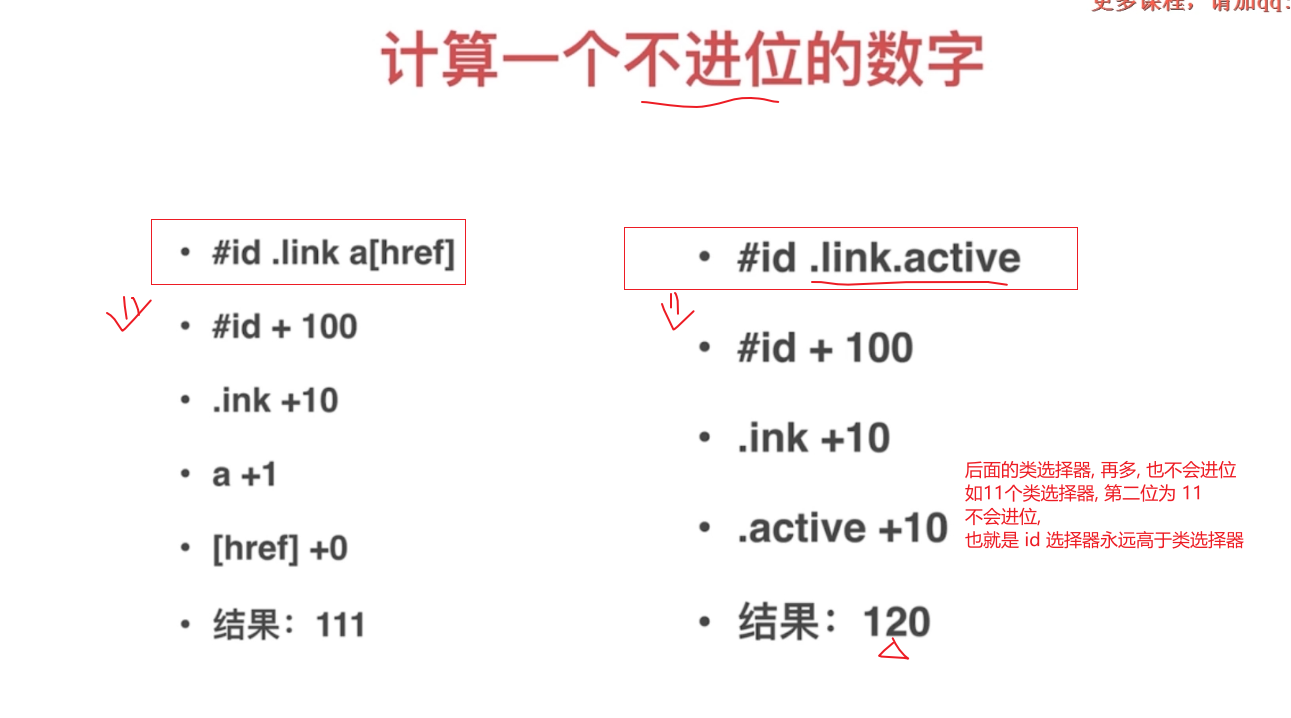 更多课程，请加qq:
计算一个不进位的数字
#id .link a[href]
#id + 100
.ink +10
a +1
[href] +0
结果：111
#id .link.active
#id + 100
.ink +10
.active +10
结果：120
后面的类选择器, 再多, 也不会进位
如11个类选择器, 第二位为 11
不会进位,
也就是 id 选择器永远高于类选择器